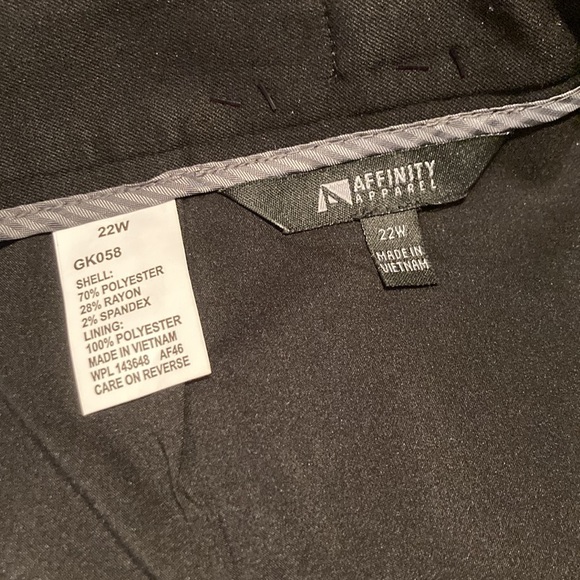 22W
GK058
SHELL:
70% POLYESTER
28% RAYON
2% SPANDEX
LINING:
100% POLYESTER
MADE IN VIETNAM
WPL 143648 AF46
CARE ON REVERSE
AFFINITY
APPAREL
22W
MADE IN
VIETNAM